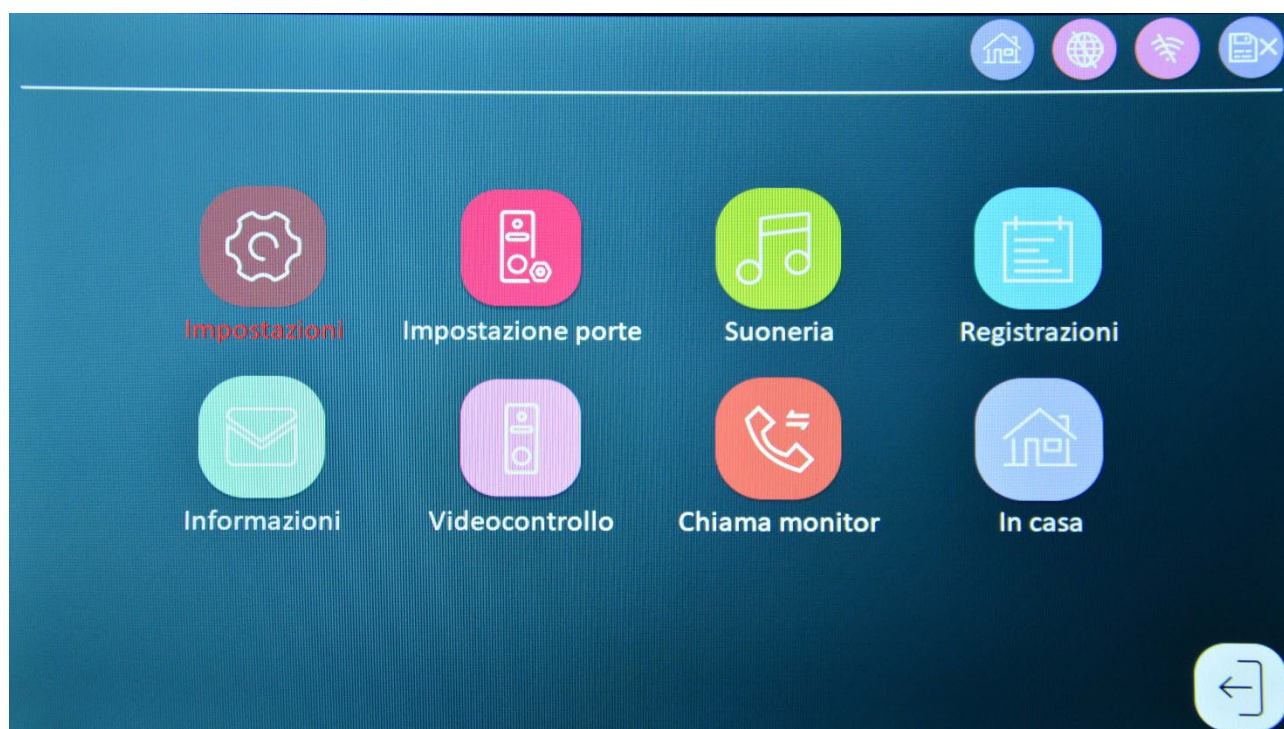 Impostazioni
Impostazione porte
Suoneria
Registrazioni
Informazioni
Videocontrollo
Chiama monitor
In casa